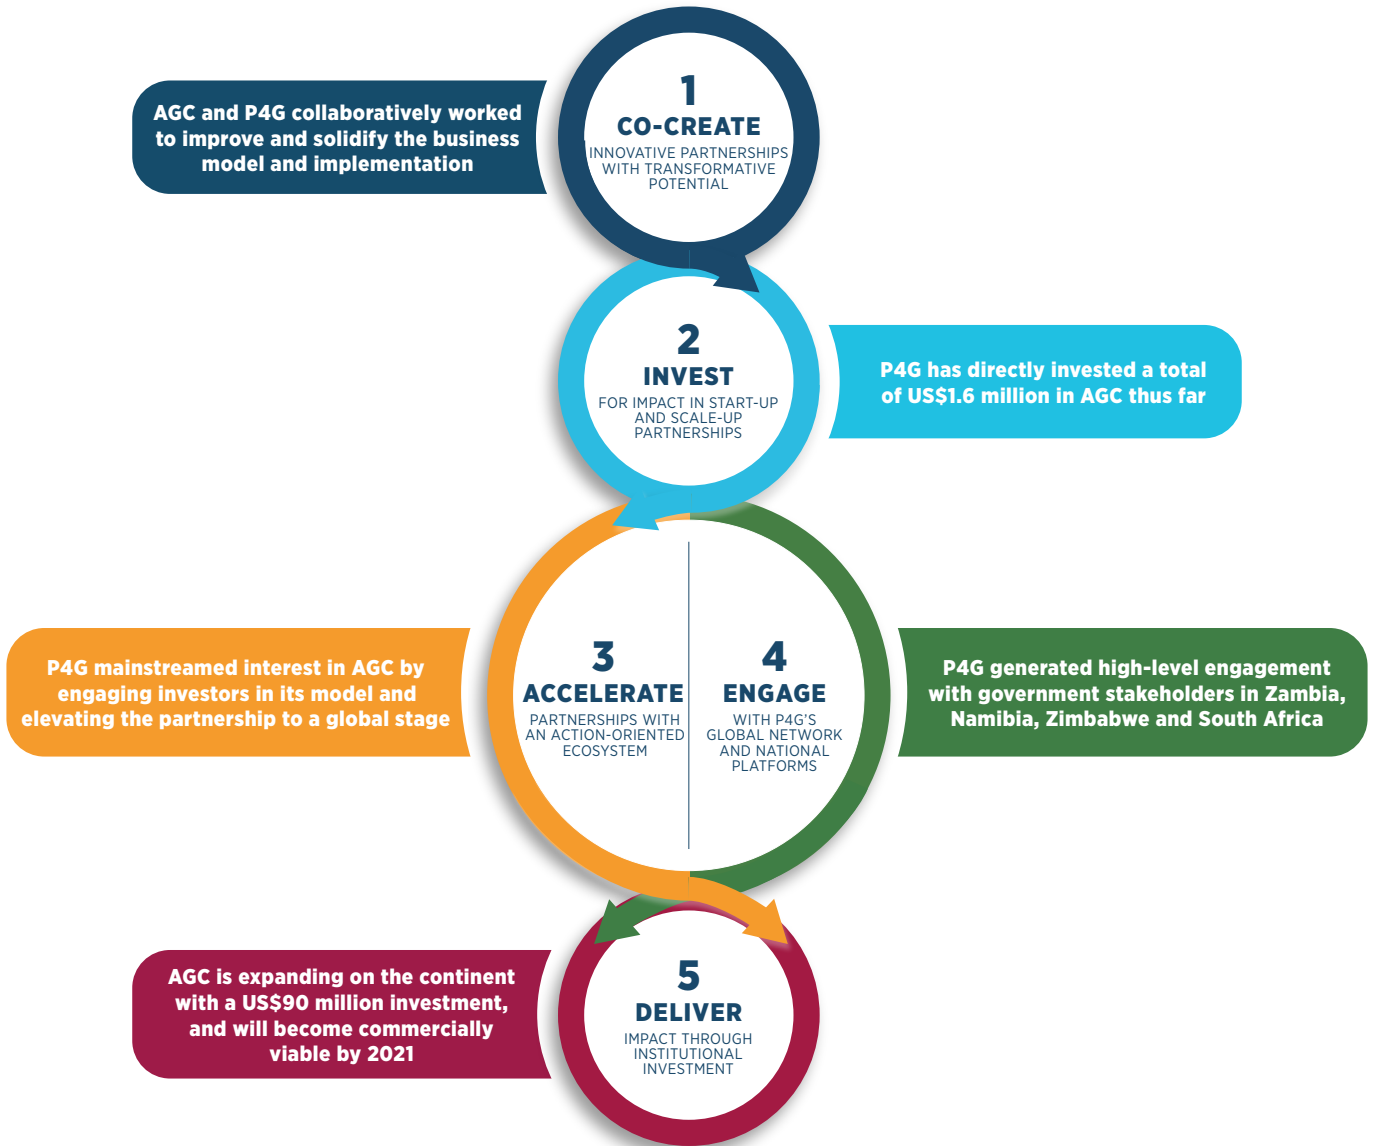 AGC and P4G collaboratively worked
to improve and solidify the business
model and implementation
1
CO-CREATE
INNOVATIVE PARTNERSHIPS
WITH TRANSFORMATIVE
POTENTIAL
2
INVEST
FOR IMPACT IN START-UP
AND SCALE-UP
PARTNERSHIPS
P4G has directly invested a total
of US$1.6 million in AGC thus far
P4G mainstreamed interest in AGC by
engaging investors in its model and
elevating the partnership to a global stage
3
ACCELERATE
PARTNERSHIPS WITH
AN ACTION-ORIENTED
ECOSYSTEM
4
ENGAGE
WITH P4G'S
GLOBAL NETWORK
AND NATIONAL
PLATFORMS
P4G generated high-level engagement
with government stakeholders in Zambia,
Namibia, Zimbabwe and South Africa
AGC is expanding on the continent
with a US$90 million investment,
and will become commercially
viable by 2021
5
DELIVER
IMPACT THROUGH
INSTITUTIONAL
INVESTMENT